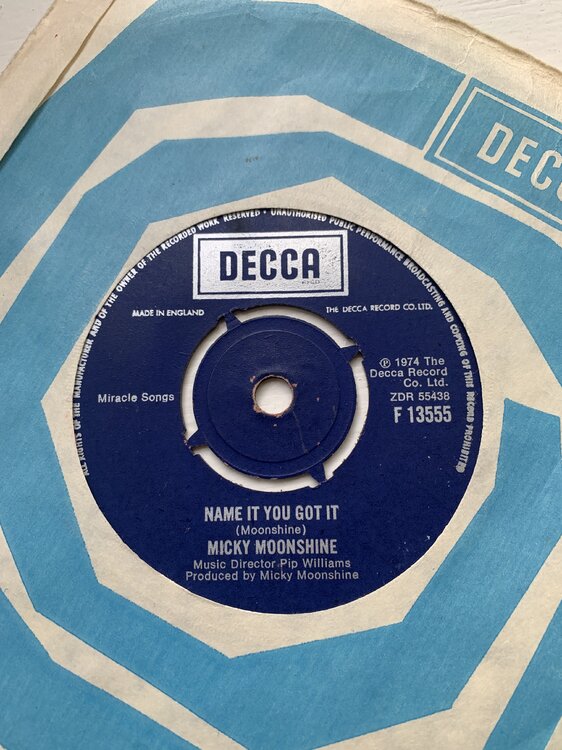 DEC
ALL RIGHTS OF THE MANUFACTURER AND OF THE OWNER OF THE RECORDED WORK RESERVED · UNAUTHORISED PUBLIC PERFORMANCE BROADCASTING AND COPYING OF THIS RECORD PROHIBITED
DECCA
MADE IN ENGLAND
THE DECCA RECORD CO. LTD.
Miracle Songs
℗ 1974 The
Decca Record
Co. Ltd.
ZDR 55438
F 13555
NAME IT YOU GOT IT
(Moonshine)
MICKY MOONSHINE
Music Director Pip Williams
Produced by Micky Moonshine